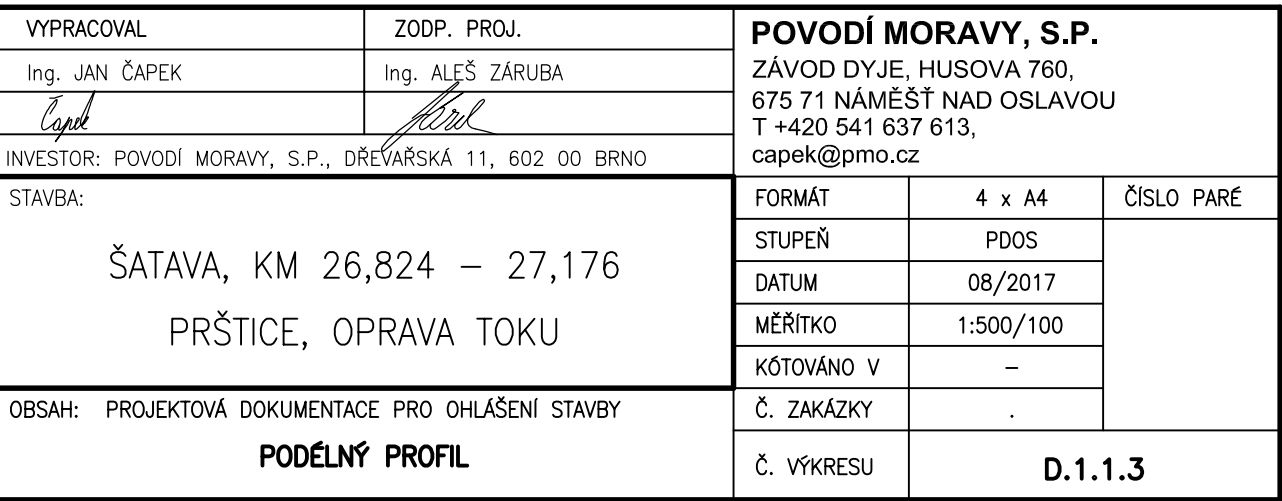 VYPRACOVAL ZODP. PROJ.
Ing. JAN ČAPEK Ing. ALEŠ ZÁRUBA
Čapek
INVESTOR: POVODÍ MORAVY, S.P., DŘEVAŘSKÁ 11, 602 00 BRNO
POVODÍ MORAVY, S.P.
ZÁVOD DYJE, HUSOVA 760,
675 71 NÁMĚŠŤ NAD OSLAVOU
T +420 541 637 613,
capek@pmo.cz
STAVBA:
ŠATAVA, KM 26,824 – 27,176
PRŠTICE, OPRAVA TOKU
OBSAH: PROJEKTOVÁ DOKUMENTACE PRO OHLÁŠENÍ STAVBY
PODÉLNÝ PROFIL
FORMÁT 4 x A4 ČÍSLO PARÉ
STUPEŇ PDOS
DATUM 08/2017
MĚŘÍTKO 1:500/100
KÓTOVÁNO V –
Č. ZAKÁZKY .
Č. VÝKRESU D.1.1.3